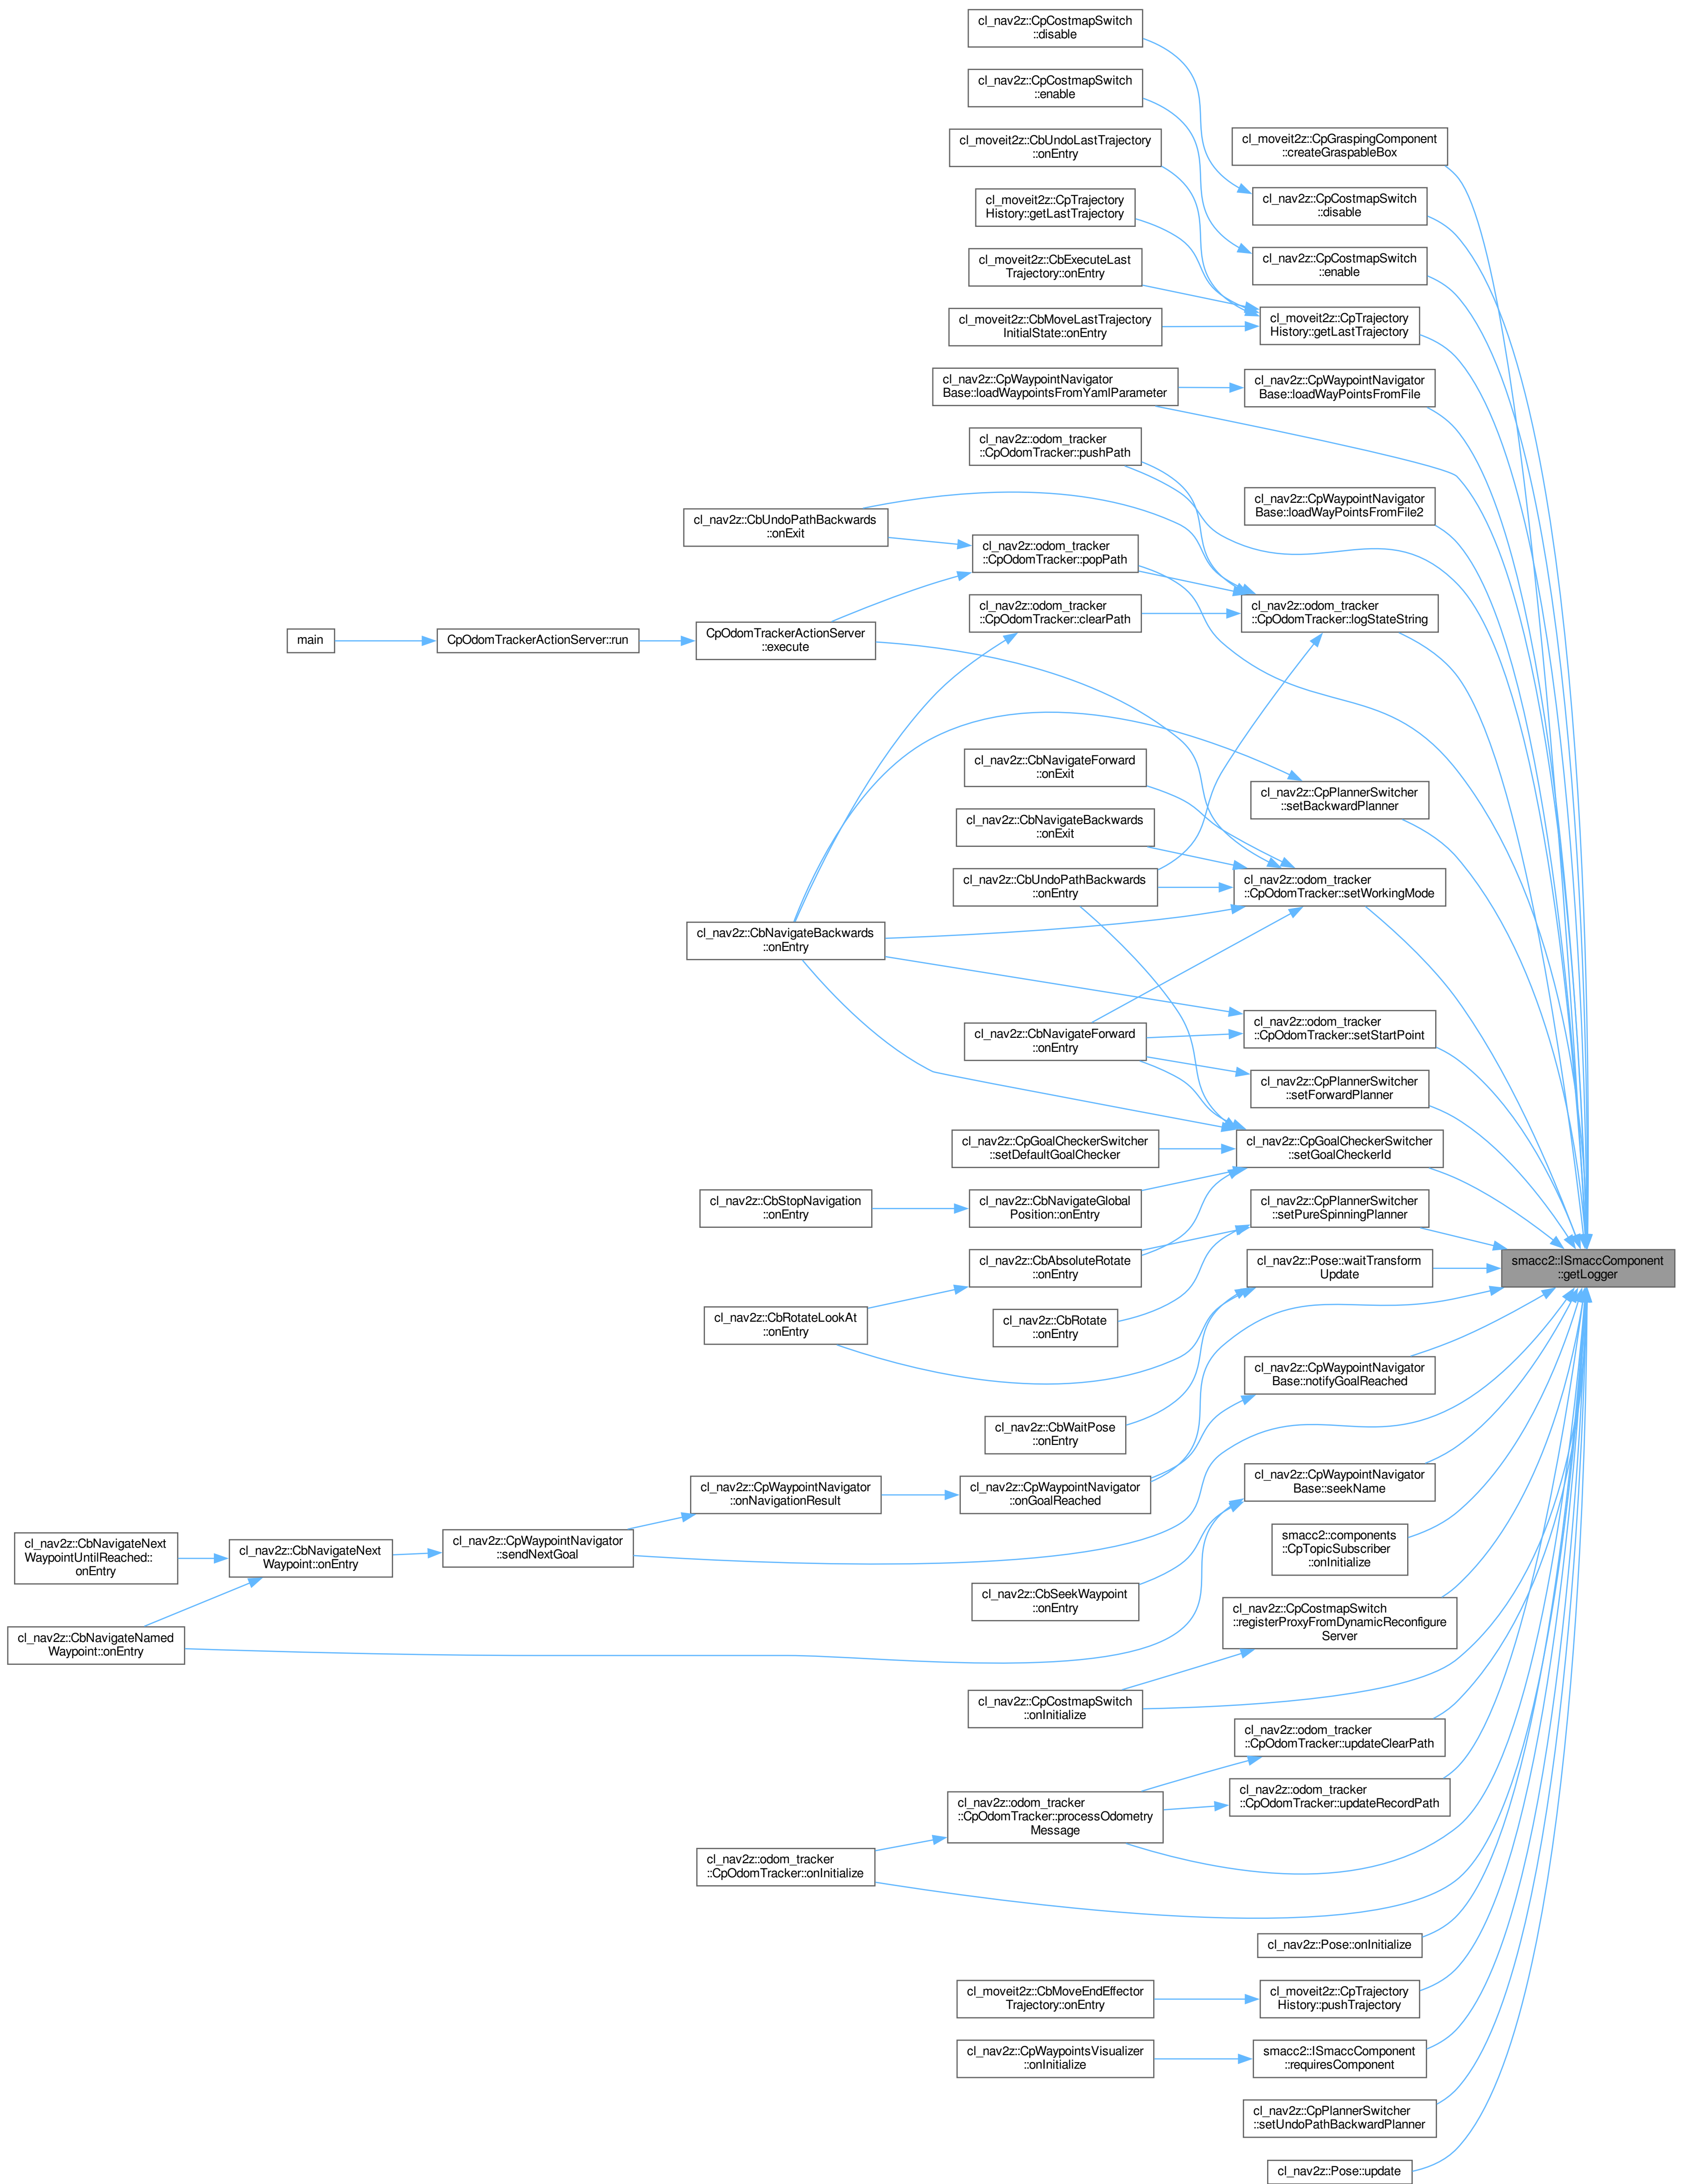 cl_nav2z::CpCostmapSwitch
::disable
cl_nav2z::CpCostmapSwitch
::enable
cl_moveit2z::CbUndoLastTrajectory
::onEntry
cl_moveit2z::CpGraspingComponent
::createGraspableBox
cl_moveit2z::CpTrajectory
History::getLastTrajectory
cl_nav2z::CpCostmapSwitch
::disable
cl_moveit2z::CbExecuteLast
Trajectory::onEntry
cl_nav2z::CpCostmapSwitch
::enable
cl_moveit2z::CbMoveLastTrajectory
InitialState::onEntry
cl_moveit2z::CpTrajectory
History::getLastTrajectory
cl_nav2z::CpWaypointNavigator
Base::loadWaypointsFromYamlParameter
cl_nav2z::CpWaypointNavigator
Base::loadWayPointsFromFile
cl_nav2z::odom_tracker
::CpOdomTracker::pushPath
cl_nav2z::CpWaypointNavigator
Base::loadWayPointsFromFile2
cl_nav2z::CbUndoPathBackwards
::onExit
cl_nav2z::odom_tracker
::CpOdomTracker::popPath
cl_nav2z::odom_tracker
::CpOdomTracker::clearPath
cl_nav2z::odom_tracker
::CpOdomTracker::logStateString
main
CpOdomTrackerActionServer::run
CpOdomTrackerActionServer
::execute
cl_nav2z::CbNavigateForward
::onExit
cl_nav2z::CpPlannerSwitcher
::setBackwardPlanner
cl_nav2z::CbNavigateBackwards
::onExit
cl_nav2z::CbUndoPathBackwards
::onEntry
cl_nav2z::odom_tracker
::CpOdomTracker::setWorkingMode
cl_nav2z::CbNavigateBackwards
::onEntry
cl_nav2z::CbNavigateForward
::onEntry
cl_nav2z::odom_tracker
::CpOdomTracker::setStartPoint
cl_nav2z::CpPlannerSwitcher
::setForwardPlanner
cl_nav2z::CpGoalCheckerSwitcher
::setDefaultGoalChecker
cl_nav2z::CpGoalCheckerSwitcher
::setGoalCheckerId
cl_nav2z::CbStopNavigation
::onEntry
cl_nav2z::CbNavigateGlobal
Position::onEntry
cl_nav2z::CpPlannerSwitcher
::setPureSpinningPlanner
cl_nav2z::CbAbsoluteRotate
::onEntry
cl_nav2z::Pose::waitTransform
Update
smacc2::ISmaccComponent
::getLogger
cl_nav2z::CbRotateLookAt
::onEntry
cl_nav2z::CbRotate
::onEntry
cl_nav2z::CpWaypointNavigator
Base::notifyGoalReached
cl_nav2z::CbWaitPose
::onEntry
cl_nav2z::CpWaypointNavigator
::onNavigationResult
cl_nav2z::CpWaypointNavigator
::onGoalReached
cl_nav2z::CpWaypointNavigator
Base::seekName
cl_nav2z::CbNavigateNext
WaypointUntilReached::
onEntry
cl_nav2z::CbNavigateNext
Waypoint::onEntry
cl_nav2z::CpWaypointNavigator
::sendNextGoal
smacc2::components
::CpTopicSubscriber
::onInitialize
cl_nav2z::CbSeekWaypoint
::onEntry
cl_nav2z::CbNavigateNamed
Waypoint::onEntry
cl_nav2z::CpCostmapSwitch
::registerProxyFromDynamicReconfigure
Server
cl_nav2z::CpCostmapSwitch
::onInitialize
cl_nav2z::odom_tracker
::CpOdomTracker::updateClearPath
cl_nav2z::odom_tracker
::CpOdomTracker::processOdometry
Message
cl_nav2z::odom_tracker
::CpOdomTracker::updateRecordPath
cl_nav2z::odom_tracker
::CpOdomTracker::onInitialize
cl_nav2z::Pose::onInitialize
cl_moveit2z::CbMoveEndEffector
Trajectory::onEntry
cl_moveit2z::CpTrajectory
History::pushTrajectory
cl_nav2z::CpWaypointsVisualizer
::onInitialize
smacc2::ISmaccComponent
::requiresComponent
cl_nav2z::CpPlannerSwitcher
::setUndoPathBackwardPlanner
cl_nav2z::Pose::update